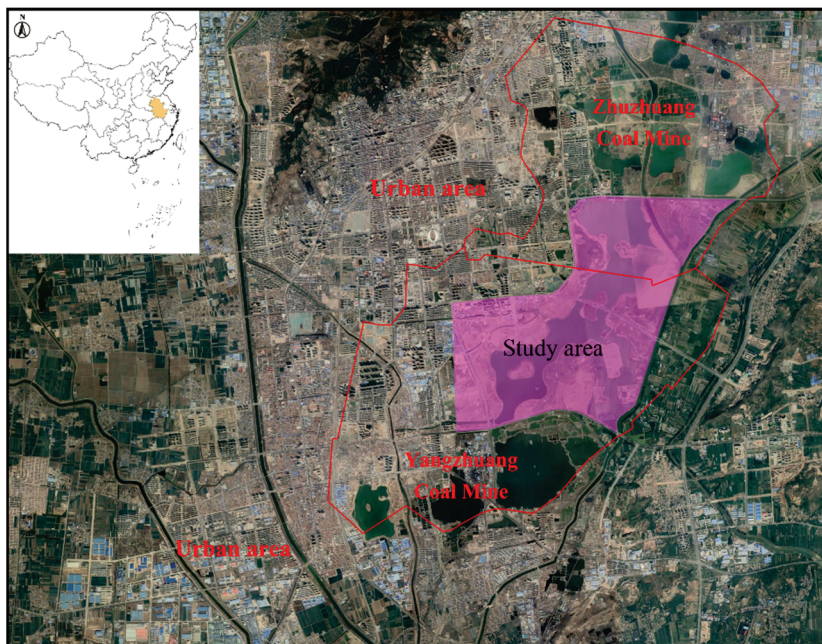 N
Zhuzhuang
Coal Mine
Urban area
Study area
Yangzhuang
Coal Mine
Urban area